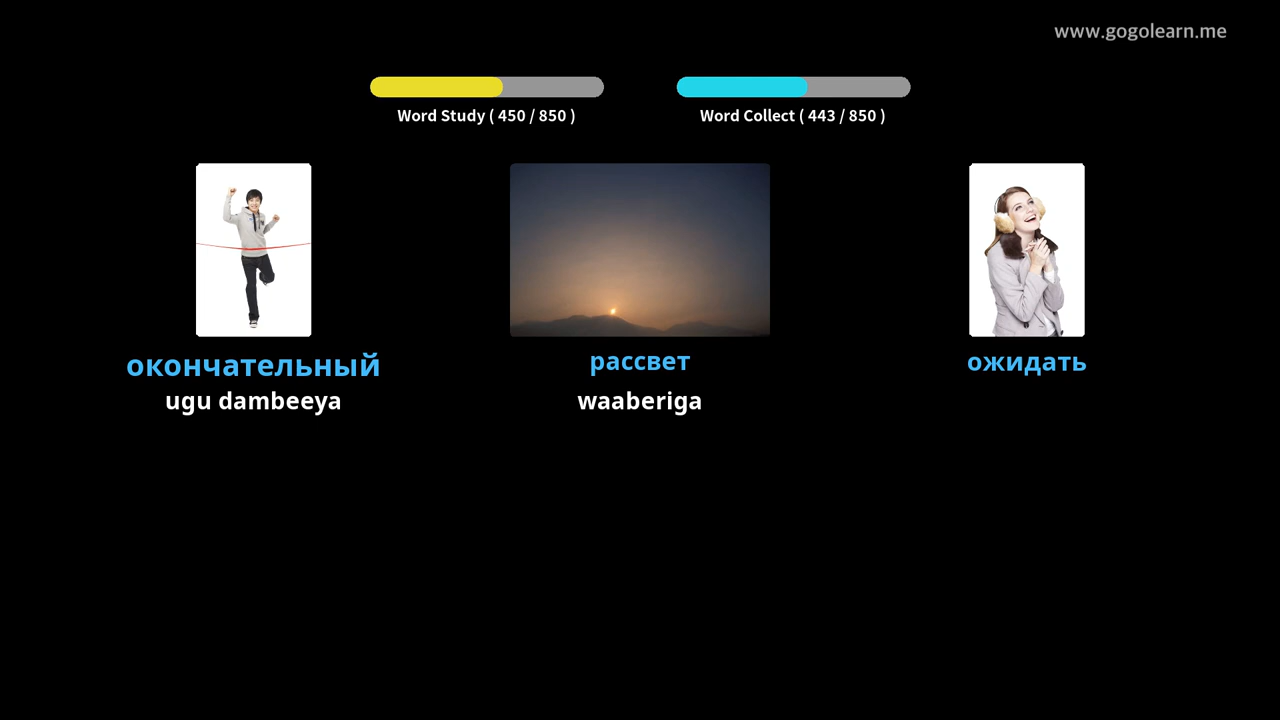 www.gogolearn.me
Word Study ( 450 / 850 )
Word Collect ( 443 / 850 )
окончательный
ugu dambeeya
рассвет
waaberiga
ожидать